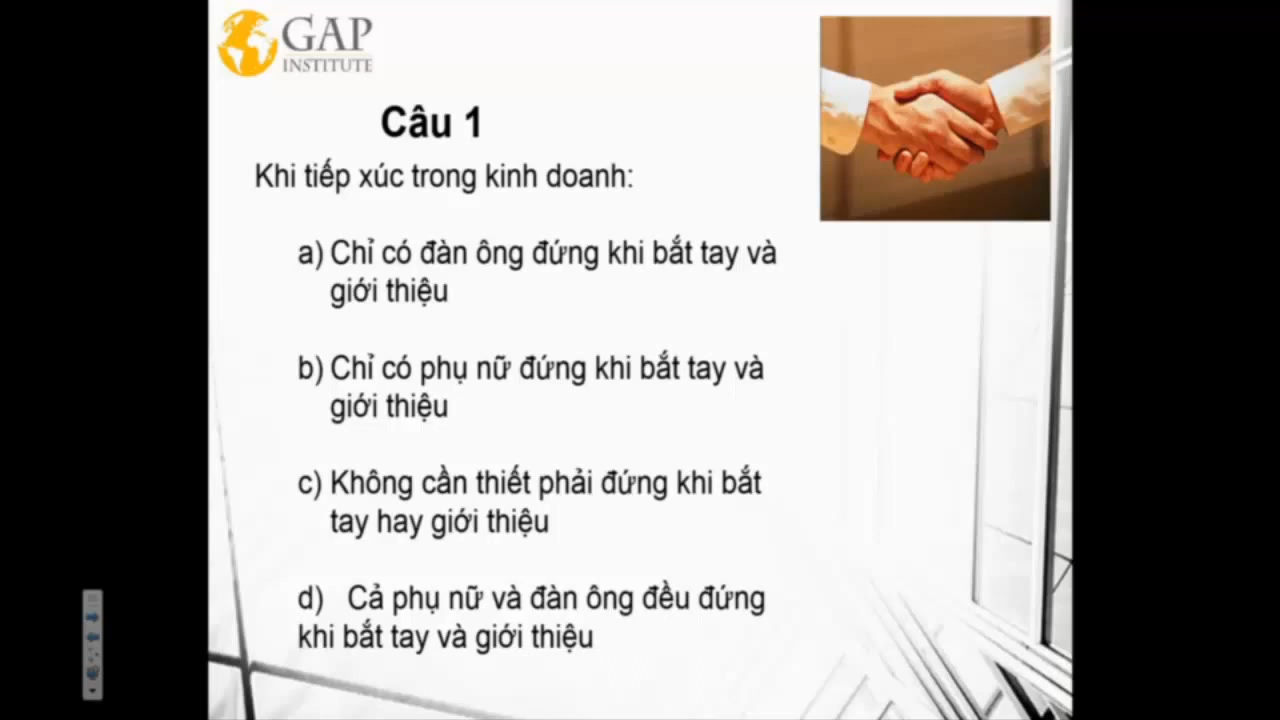 GAP
INSTITUTE
Câu 1
Khi tiếp xúc trong kinh doanh:
a) Chỉ có đàn ông đứng khi bắt tay và
giới thiệu
b) Chỉ có phụ nữ đứng khi bắt tay và
giới thiệu
c) Không cần thiết phải đứng khi bắt
tay hay giới thiệu
d) Cả phụ nữ và đàn ông đều đứng
khi bắt tay và giới thiệu